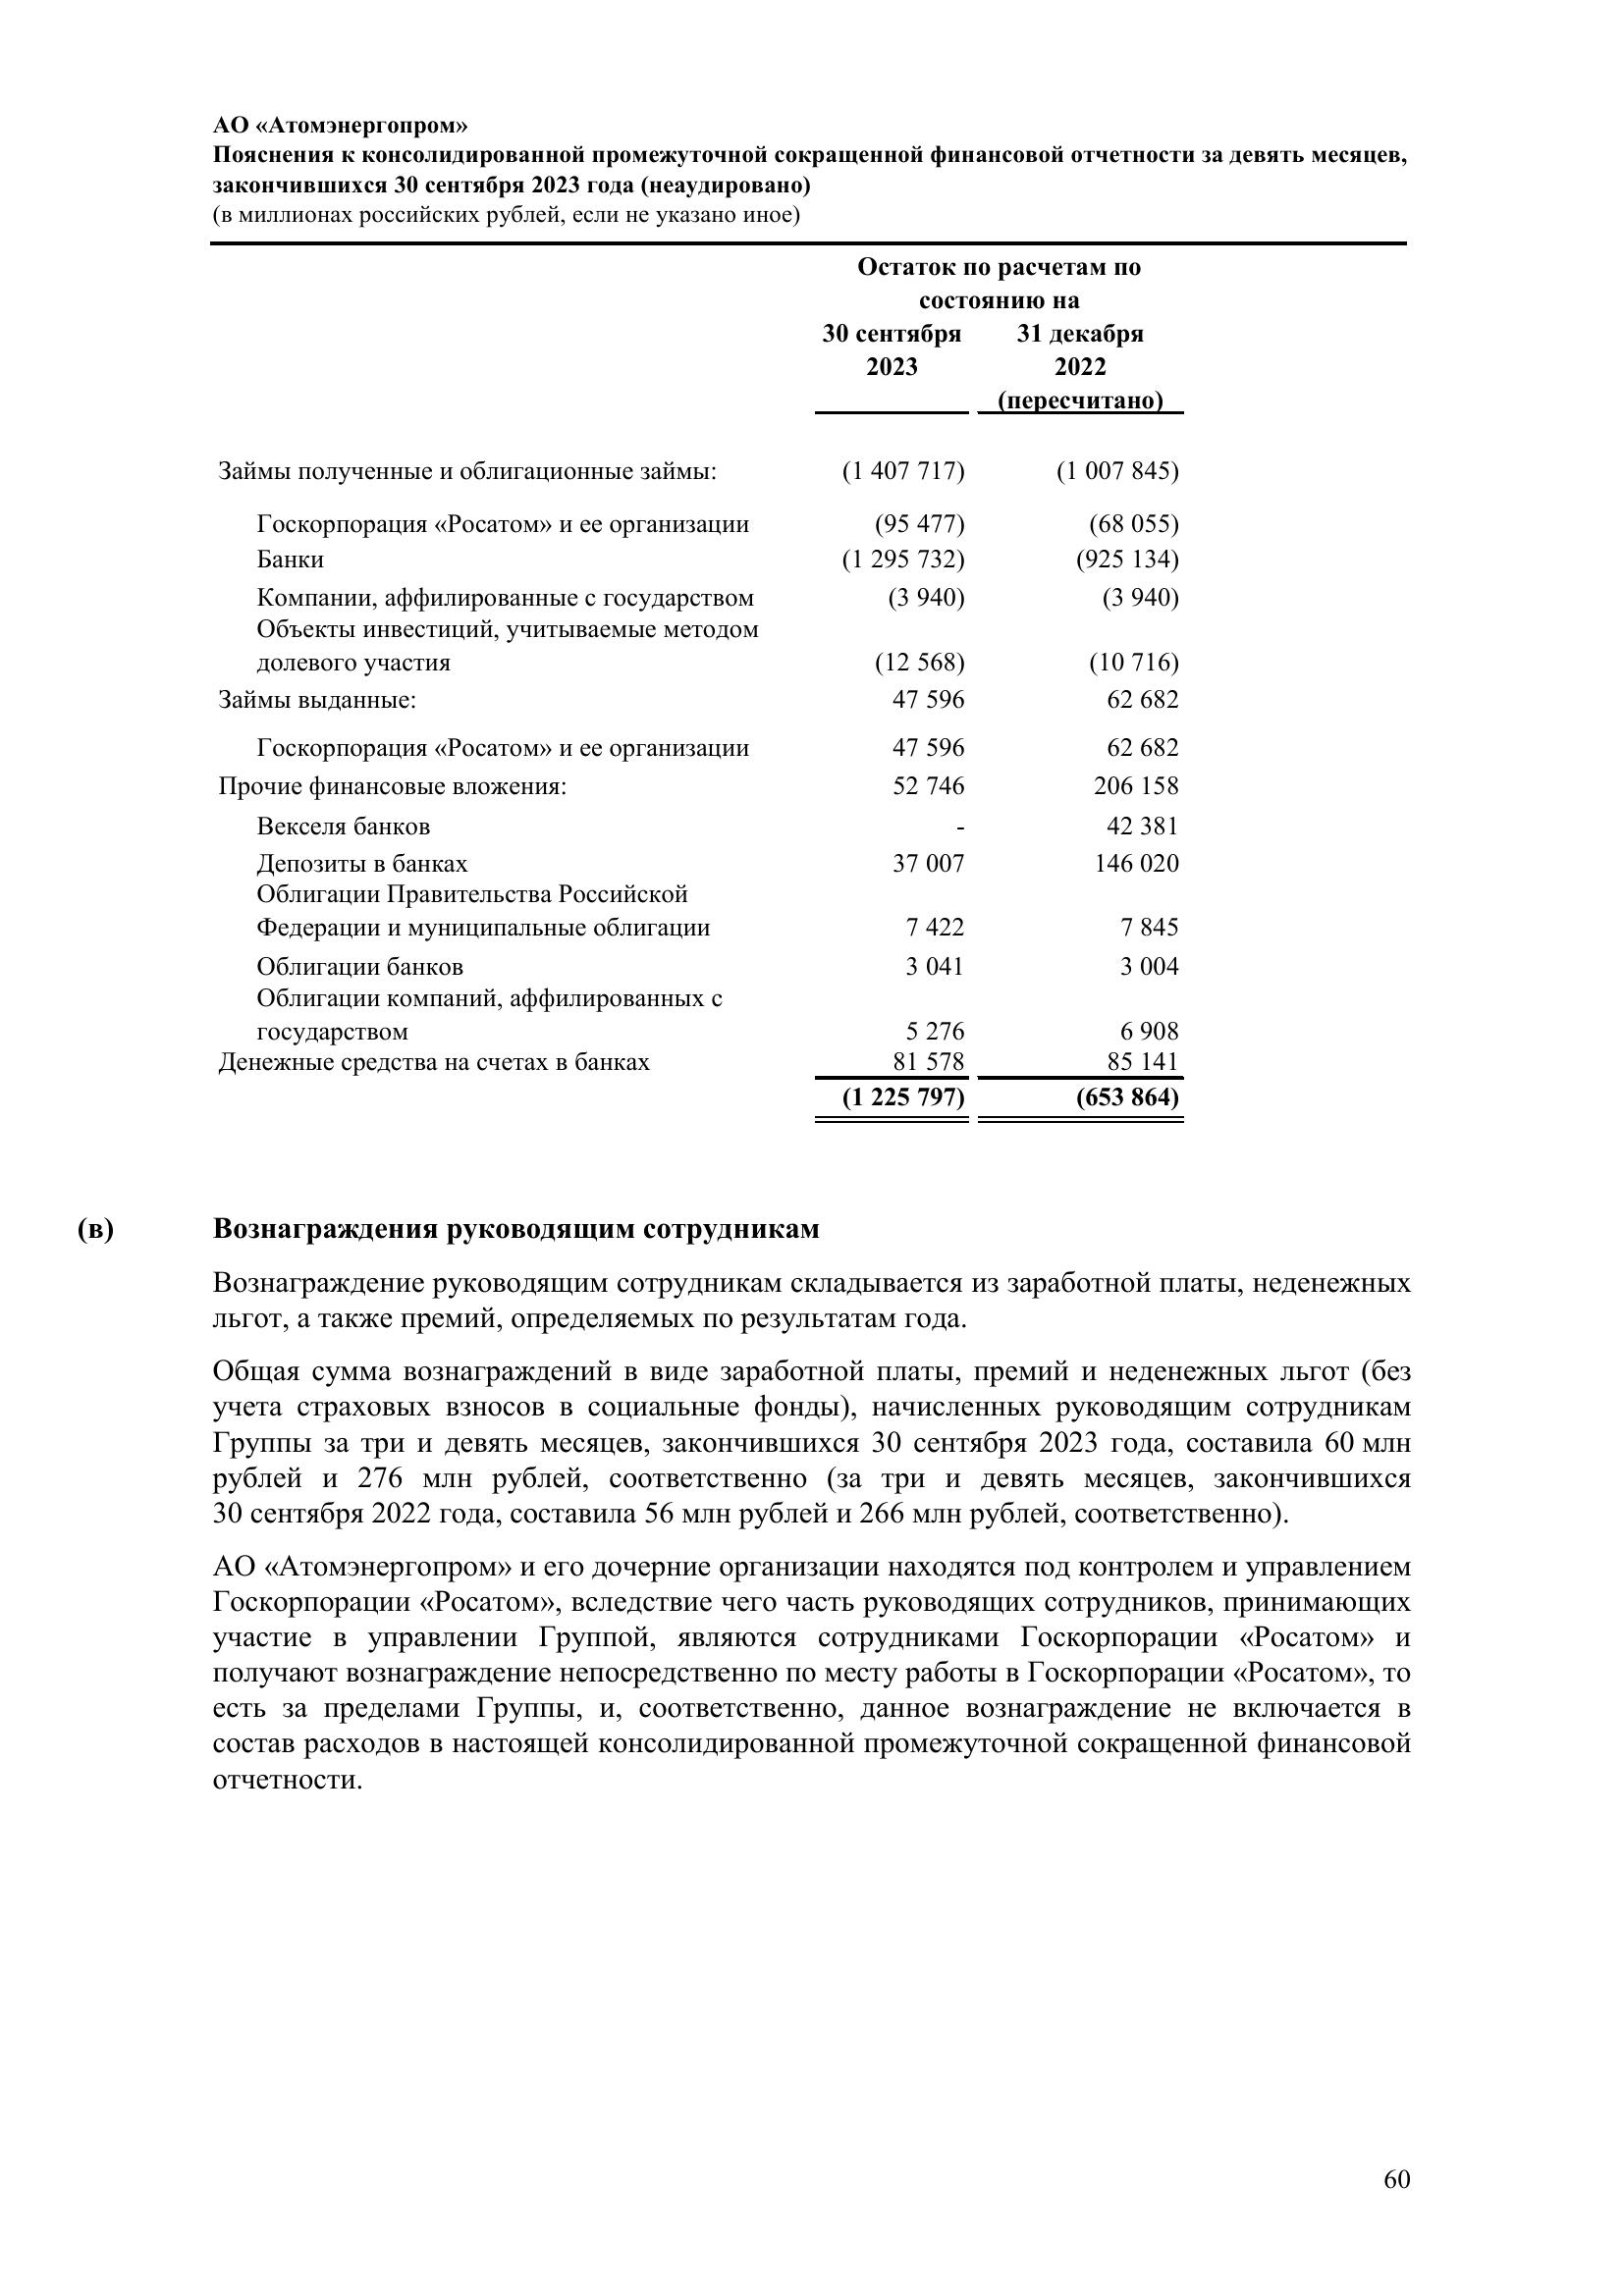 АО «Атомэнергопром»
Пояснения к консолидированной промежуточной сокращенной финансовой отчетности за девять месяцев,
закончившихся 30 сентября 2023 года (неаудировано)
(в миллионах российских рублей, если не указано иное)
Остаток по расчетам по
состоянию на
30 сентября 31 декабря
2023 2022
(пересчитано)
Займы полученные и облигационные займы: (1 407 717) (1 007 845)
Госкорпорация «Росатом» и ее организации (95 477) (68 055)
Банки (1 295 732) (925 134)
Компании, аффилированные с государством (3 940) (3 940)
Объекты инвестиций, учитываемые методом
долевого участия (12 568) (10 716)
Займы выданные: 47 596 62 682
Госкорпорация «Росатом» и ее организации 47 596 62 682
Прочие финансовые вложения: 52 746 206 158
Векселя банков - 42 381
Депозиты в банках 37 007 146 020
Облигации Правительства Российской
Федерации и муниципальные облигации 7 422 7 845
Облигации банков 3 041 3 004
Облигации компаний, аффилированных с
государством 5 276 6 908
Денежные средства на счетах в банках 81 578 85 141
(1 225 797) (653 864)
(в) Вознаграждения руководящим сотрудникам
Вознаграждение руководящим сотрудникам складывается из заработной платы, неденежных
льгот, а также премий, определяемых по результатам года.
Общая сумма вознаграждений в виде заработной платы, премий и неденежных льгот (без
учета страховых взносов в социальные фонды), начисленных руководящим сотрудникам
Группы за три и девять месяцев, закончившихся 30 сентября 2023 года, составила 60 млн
рублей и 276 млн рублей, соответственно (за три и девять месяцев, закончившихся
30 сентября 2022 года, составила 56 млн рублей и 266 млн рублей, соответственно).
АО «Атомэнергопром» и его дочерние организации находятся под контролем и управлением
Госкорпорации «Росатом», вследствие чего часть руководящих сотрудников, принимающих
участие в управлении Группой, являются сотрудниками Госкорпорации «Росатом» и
получают вознаграждение непосредственно по месту работы в Госкорпорации «Росатом», то
есть за пределами Группы, и, соответственно, данное вознаграждение не включается в
состав расходов в настоящей консолидированной промежуточной сокращенной финансовой
отчетности.
60